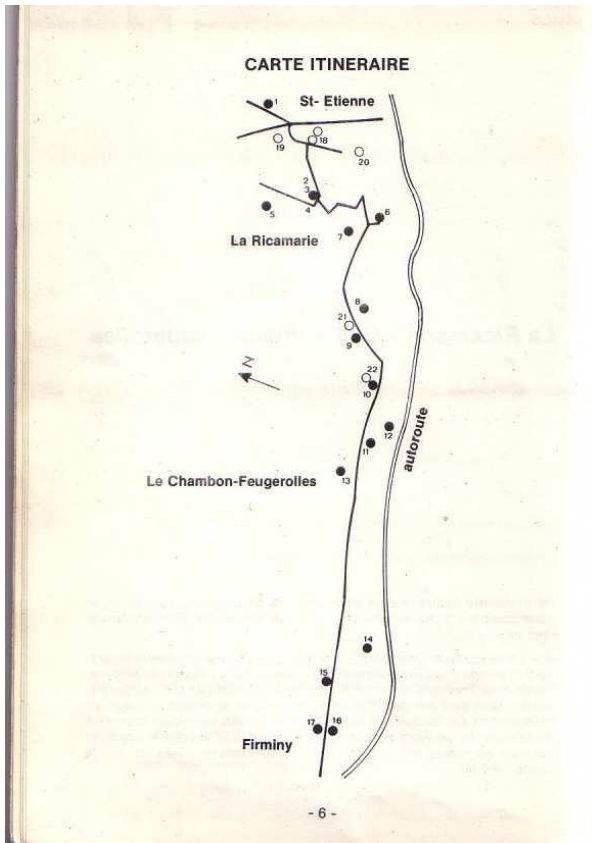 CARTE ITINERAIRE
1
St- Etienne
18
19
20
2
3
4
5
6
7
La Ricamarie
8
21
9
N
22
10
12
11
autoroute
13
Le Chambon-Feugerolles
14
15
17
16
Firminy
- 6 -